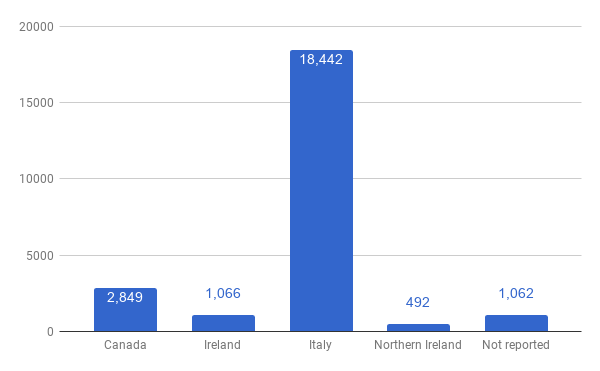 20000
15000
10000
5000
0
18,442
2,849
1,066
492
1,062
Canada
Ireland
Italy
Northern Ireland
Not reported